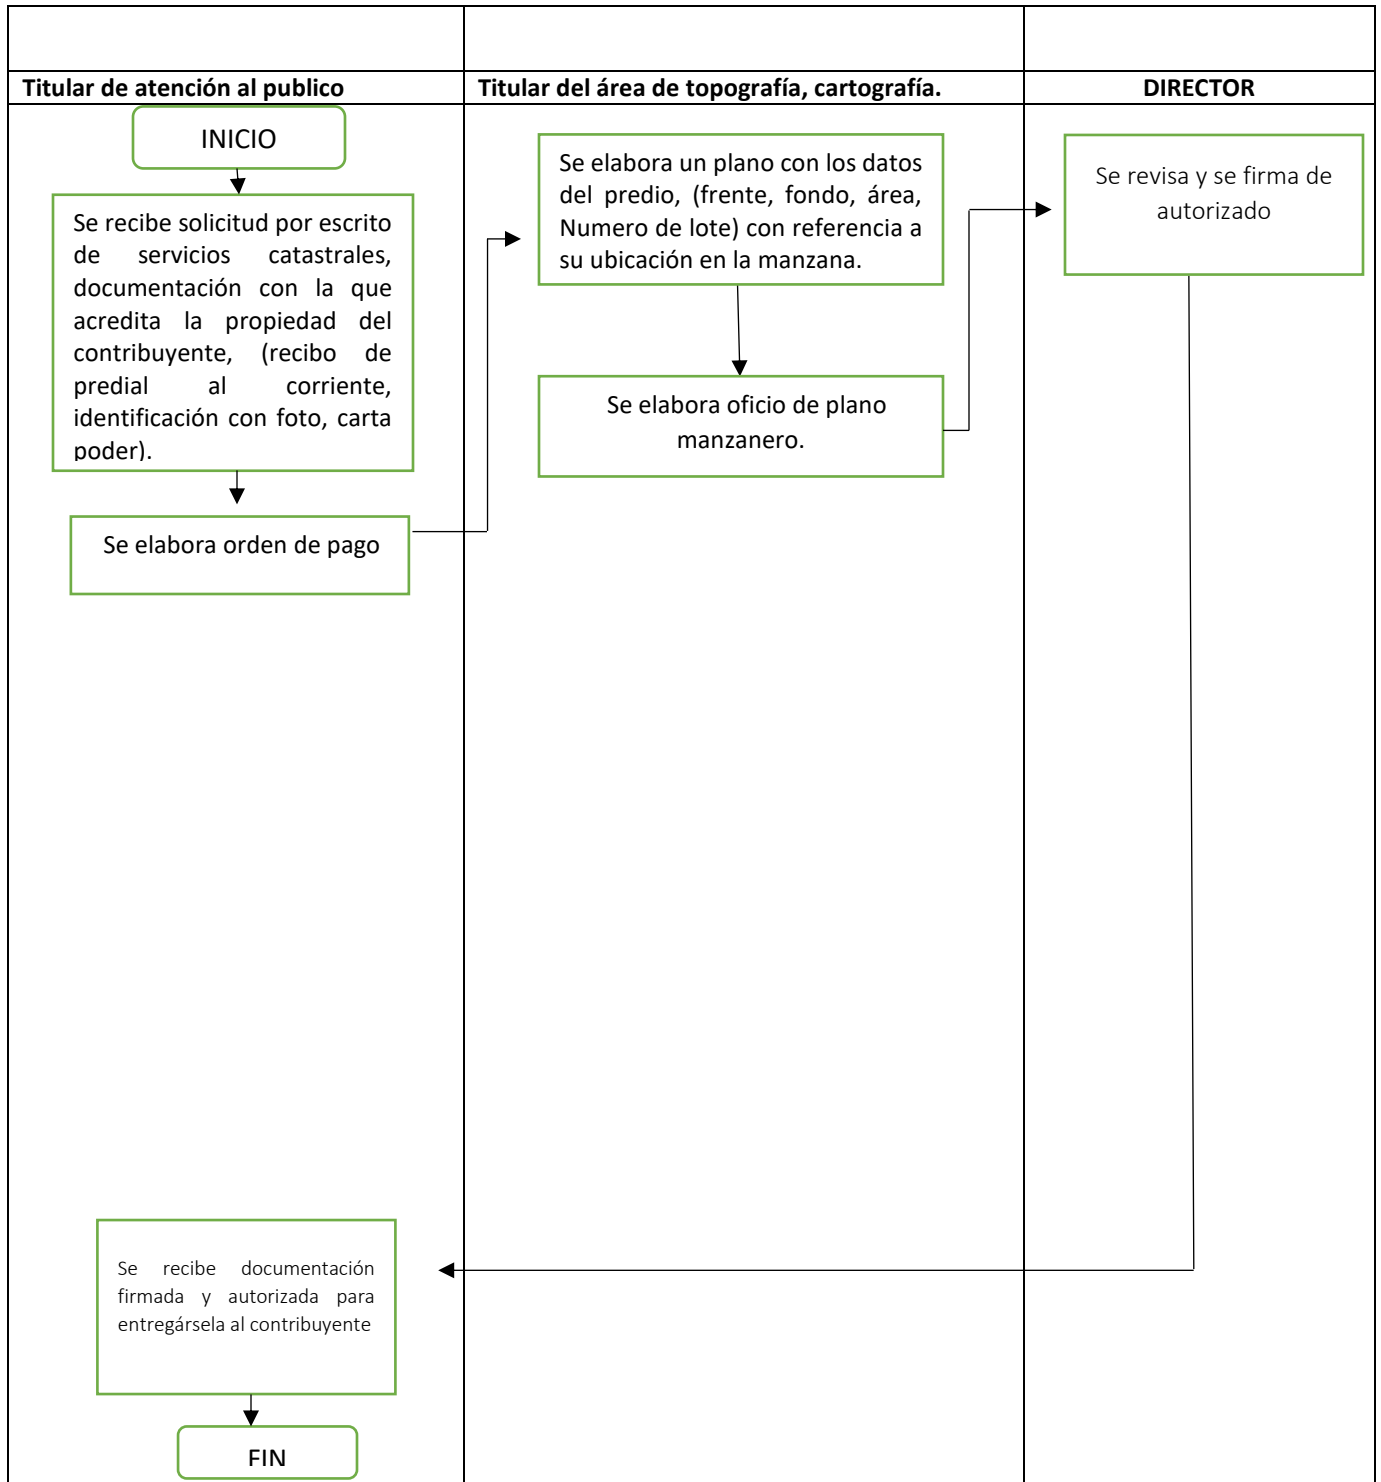 Titular de atención al publico
Titular del área de topografía, cartografía.
DIRECTOR
INICIO
Se recibe solicitud por escrito
de servicios catastrales,
documentación con la que
acredita la propiedad del
contribuyente, (recibo de
predial al corriente,
identificación con foto, carta
poder).
Se elabora orden de pago
Se elabora un plano con los datos
del predio, (frente, fondo, área,
Numero de lote) con referencia a
su ubicación en la manzana.
Se elabora oficio de plano
manzanero.
Se revisa y se firma de
autorizado
Se recibe documentación
firmada y autorizada para
entregársela al contribuyente
FIN